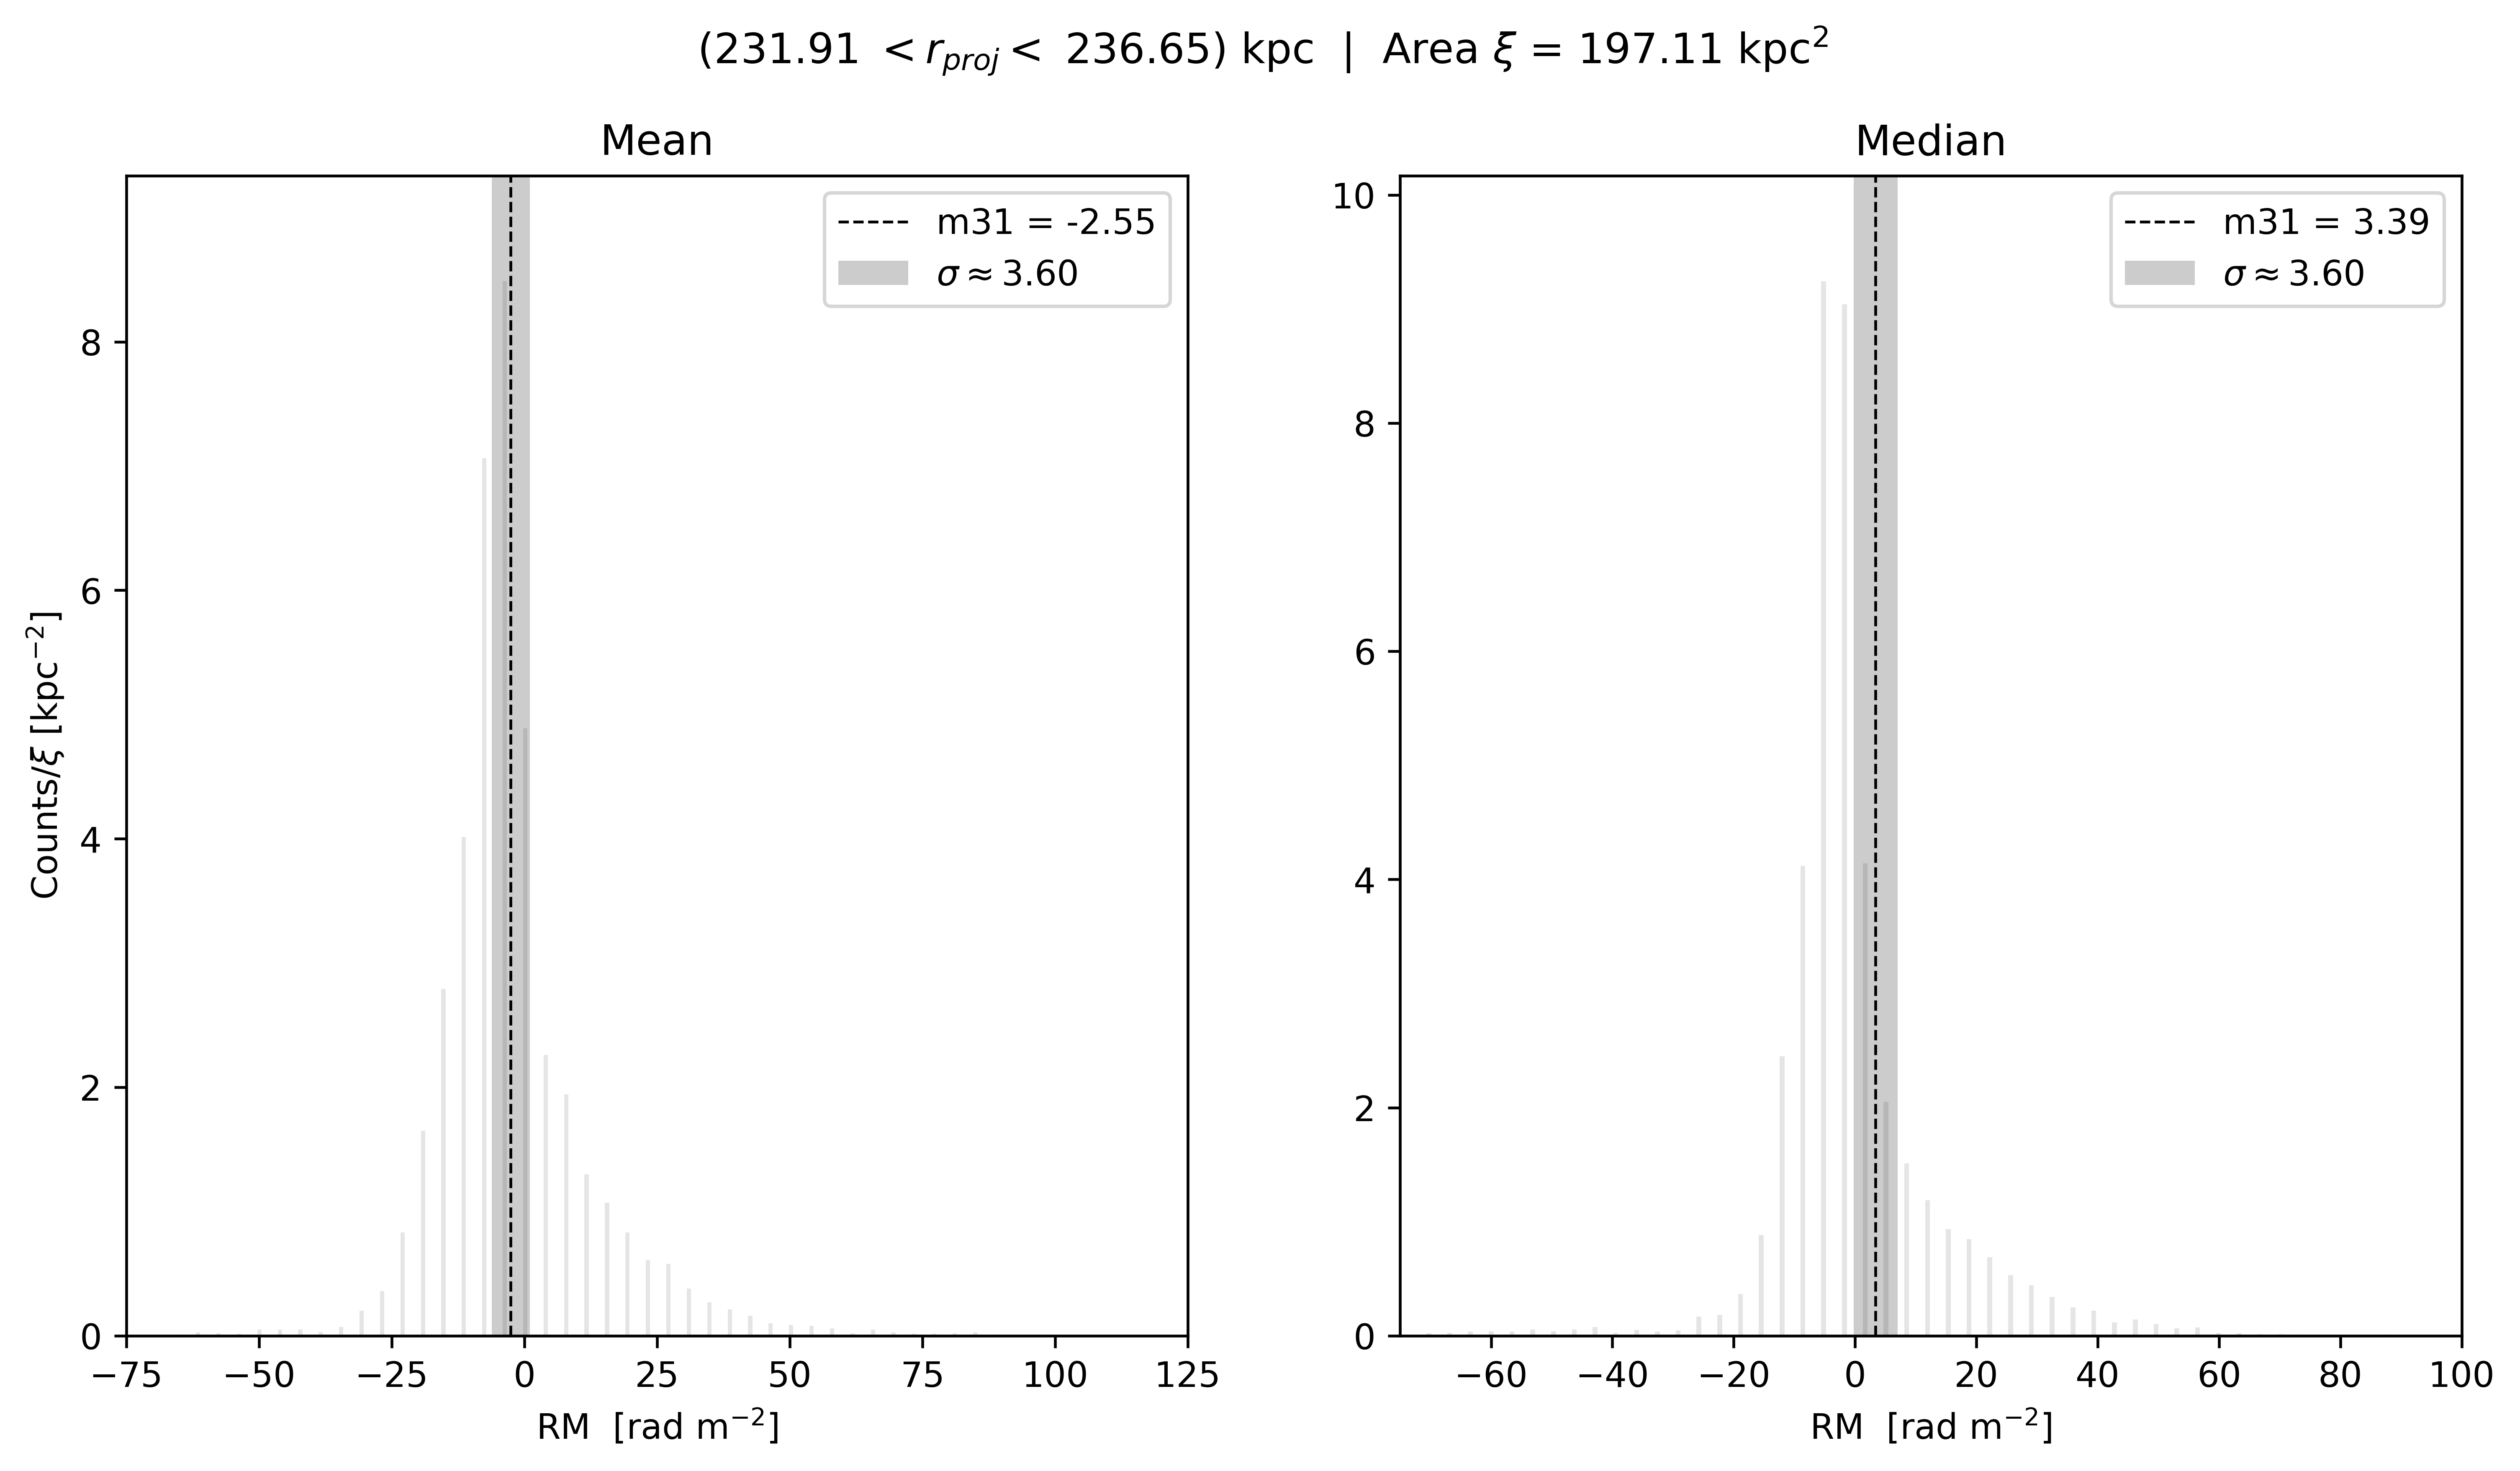 (231.91 < r_proj < 236.65) kpc | Area ξ = 197.11 kpc²
Mean
m31 = -2.55
σ ≈ 3.60
8
6
4
2
0
Counts/ξ [kpc⁻²]
−75 −50 −25 0 25 50 75 100 125
RM [rad m⁻²]
Median
m31 = 3.39
σ ≈ 3.60
10
8
6
4
2
0
−60 −40 −20 0 20 40 60 80 100
RM [rad m⁻²]